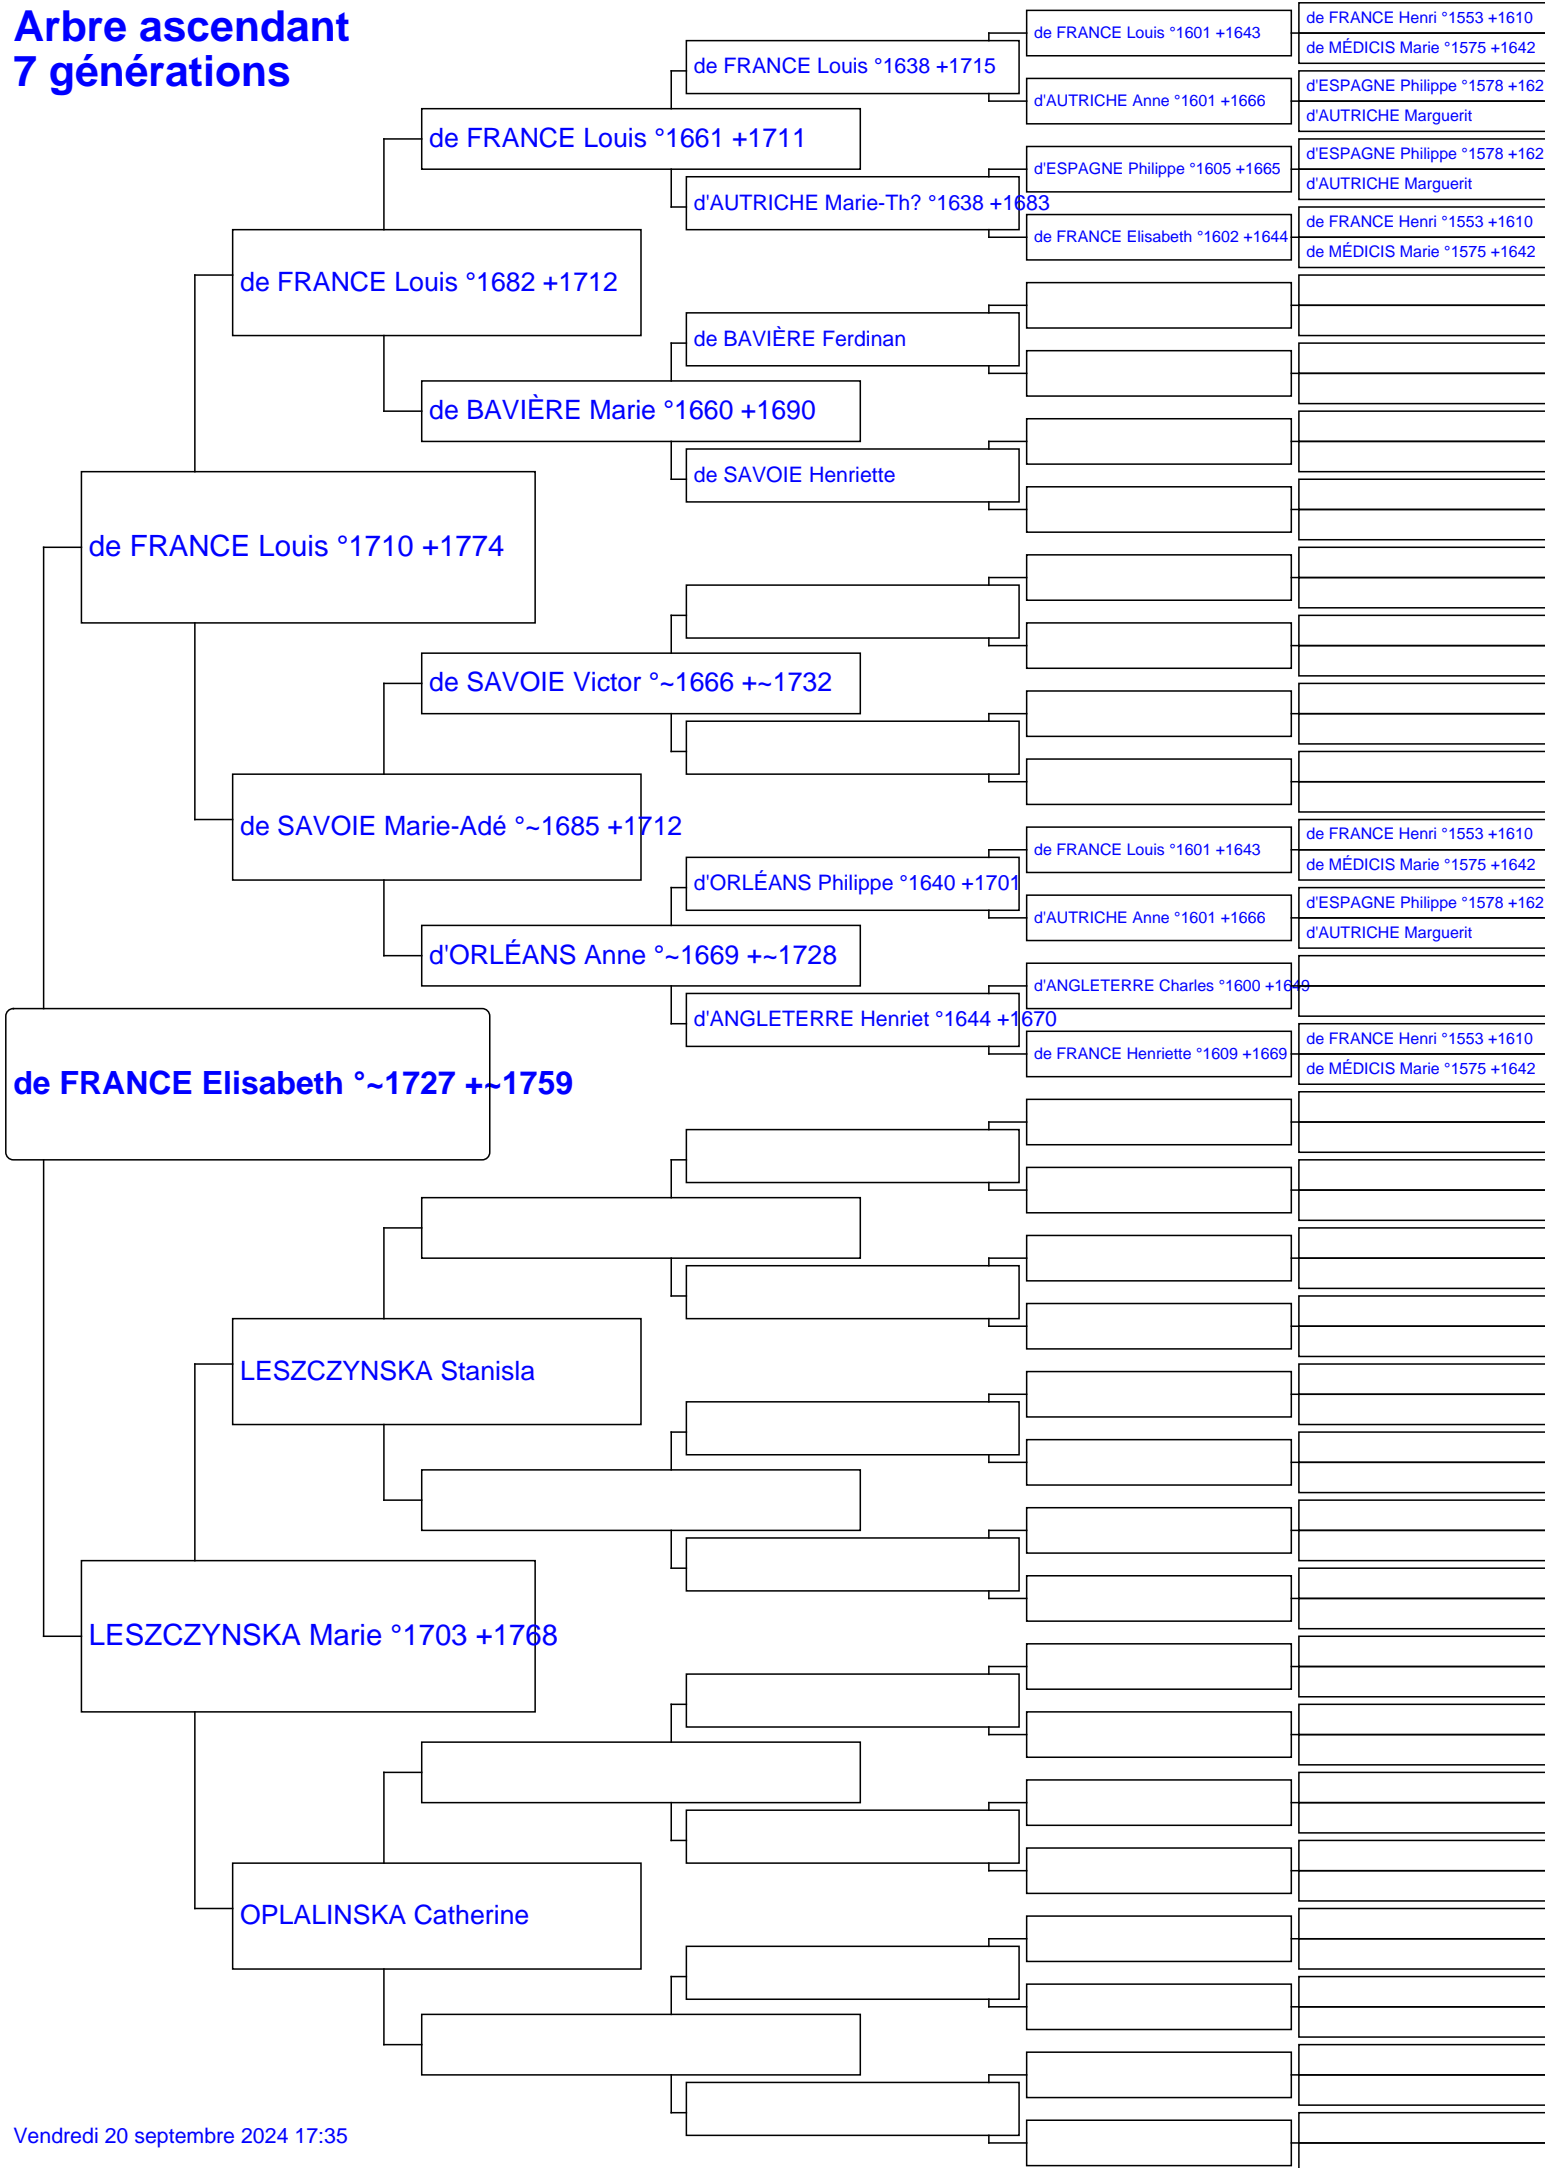 Arbre ascendant
7 générations
de FRANCE Elisabeth °~1727 +~1759
de FRANCE Louis °1710 +1774
LESZCZYNSKA Marie °1703 +1768
de FRANCE Louis °1682 +1712
de SAVOIE Marie-Adé °~1685 +1712
LESZCZYNSKA Stanisla
OPLALINSKA Catherine
de FRANCE Louis °1661 +1711
de BAVIÈRE Marie °1660 +1690
de SAVOIE Victor °~1666 +~1732
d'ORLÉANS Anne °~1669 +~1728
de FRANCE Louis °1638 +1715
d'AUTRICHE Marie-Th? °1638 +1683
de BAVIÈRE Ferdinan
de SAVOIE Henriette
d'ORLÉANS Philippe °1640 +1701
d'ANGLETERRE Henriet °1644 +1670
de FRANCE Louis °1601 +1643
d'AUTRICHE Anne °1601 +1666
d'ESPAGNE Philippe °1605 +1665
de FRANCE Elisabeth °1602 +1644
de FRANCE Louis °1601 +1643
d'AUTRICHE Anne °1601 +1666
d'ANGLETERRE Charles °1600 +1649
de FRANCE Henriette °1609 +1669
de FRANCE Henri °1553 +1610
de MÉDICIS Marie °1575 +1642
d'ESPAGNE Philippe °1578 +162
d'AUTRICHE Marguerit
d'ESPAGNE Philippe °1578 +162
d'AUTRICHE Marguerit
de FRANCE Henri °1553 +1610
de MÉDICIS Marie °1575 +1642
de FRANCE Henri °1553 +1610
de MÉDICIS Marie °1575 +1642
d'ESPAGNE Philippe °1578 +162
d'AUTRICHE Marguerit
de FRANCE Henri °1553 +1610
de MÉDICIS Marie °1575 +1642
Vendredi 20 septembre 2024 17:35